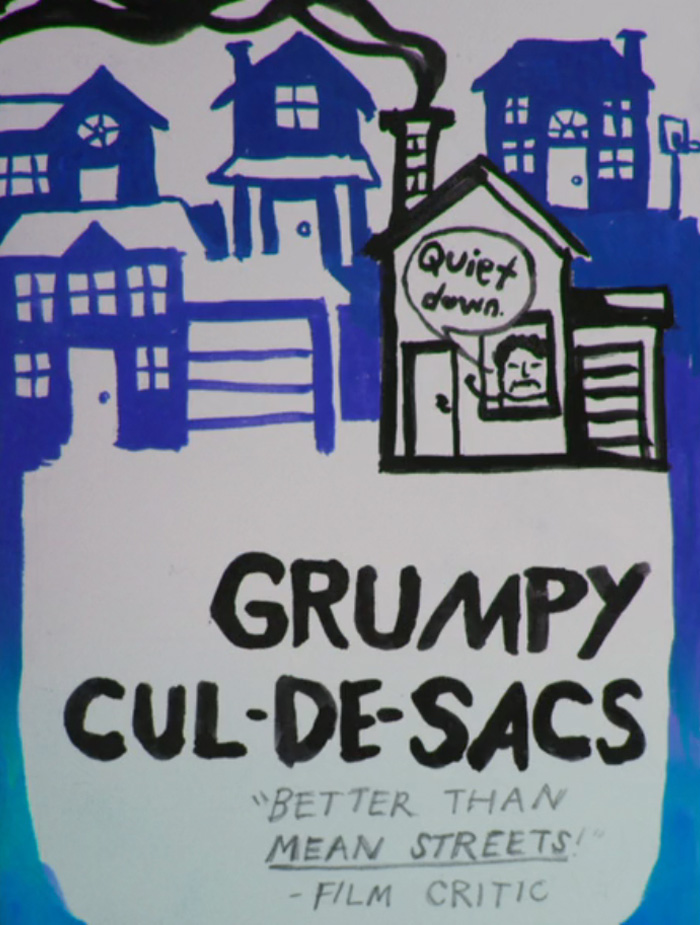 Quiet
down.
GRUMPY
CUL-DE-SACS
"BETTER THAN
MEAN STREETS!"
-FILM CRITIC